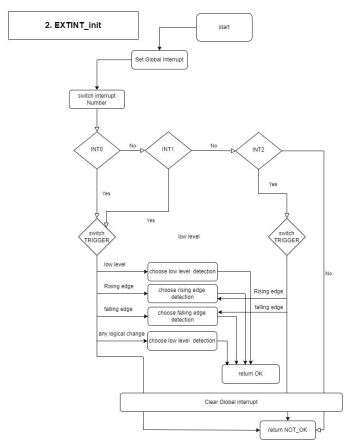 2. EXTINT_init
start
Set Global Interrupt
switch interrupt
Number
INT0
No
INT1
No
INT2
Yes
Yes
Yes
switch
TRIGGER
low level
switch
TRIGGER
low level
choose low level detection
No
Rising edge
choose rising edge
detection
Rising edge
falling edge
choose falling edge
detection
falling edge
any logical change
choose low level detection
return OK
Clear Global interrupt
return NOT_OK